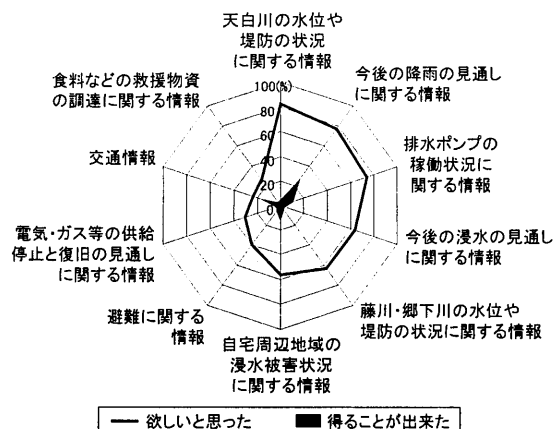 天白川の水位や
堤防の状況
に関する情報
今後の降雨の見通し
に関する情報
排水ポンプの
稼働状況に
関する情報
今後の浸水の見通し
に関する情報
藤川・郷下川の水位や
堤防の状況に関する情報
自宅周辺地域の
浸水被害状況
に関する情報
避難に関する
情報
電気・ガス等の供給
停止と復旧の見通し
に関する情報
交通情報
食料などの救援物資
の調達に関する情報
100(%)
80
60
40
20
0
欲しいと思った
得ることが出来た